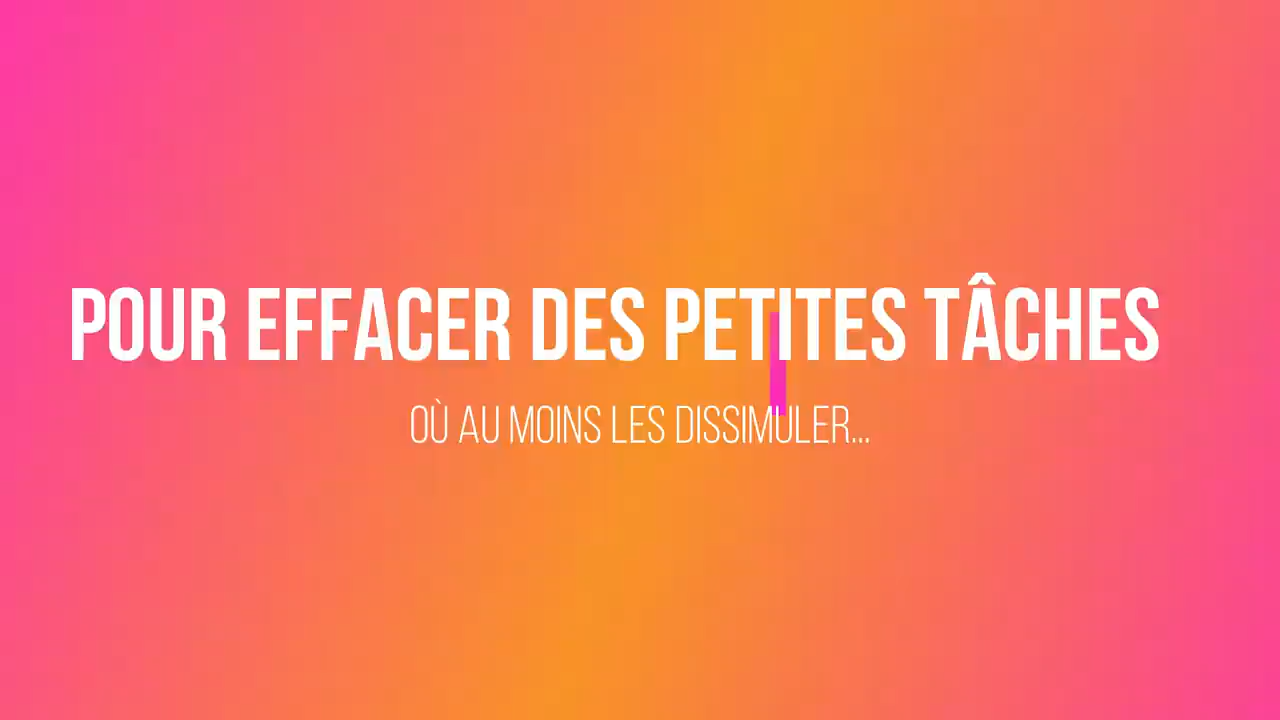 POUR EFFACER DES PETITES TÂCHES
OÙ AU MOINS LES DISSIMULER...